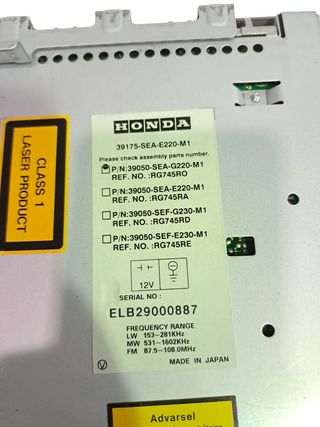 HONDA
39175-SEA-E220-M1
Please check assembly parts number.
P/N:39050-SEA-G220-M1
REF. NO. :RG745RO
P/N:39050-SEA-E220-M1
REF. NO. :RG745RA
P/N:39050-SEF-G230-M1
REF. NO. :RG745RD
P/N:39050-SEF-E230-M1
REF. NO. :RG745RE
12V
SERIAL NO :
ELB29000887
FREQUENCY RANGE
LW 153~281KHz
MW 531~1602KHz
FM 87.5~108.0MHz
V MADE IN JAPAN
CLASS 1
LASER PRODUCT
Advarsel